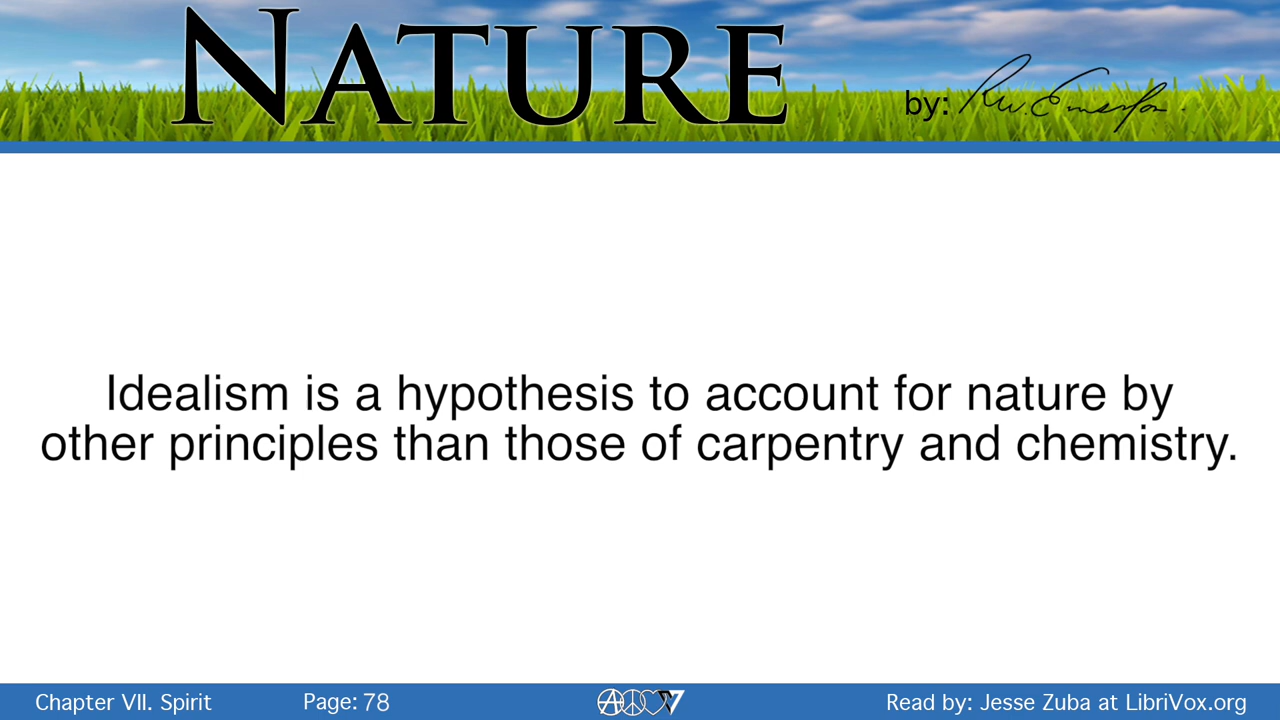 NATURE
by: R.W. Emerson.
Idealism is a hypothesis to account for nature by
other principles than those of carpentry and chemistry.
Chapter VII. Spirit
Page: 78
Read by: Jesse Zuba at LibriVox.org